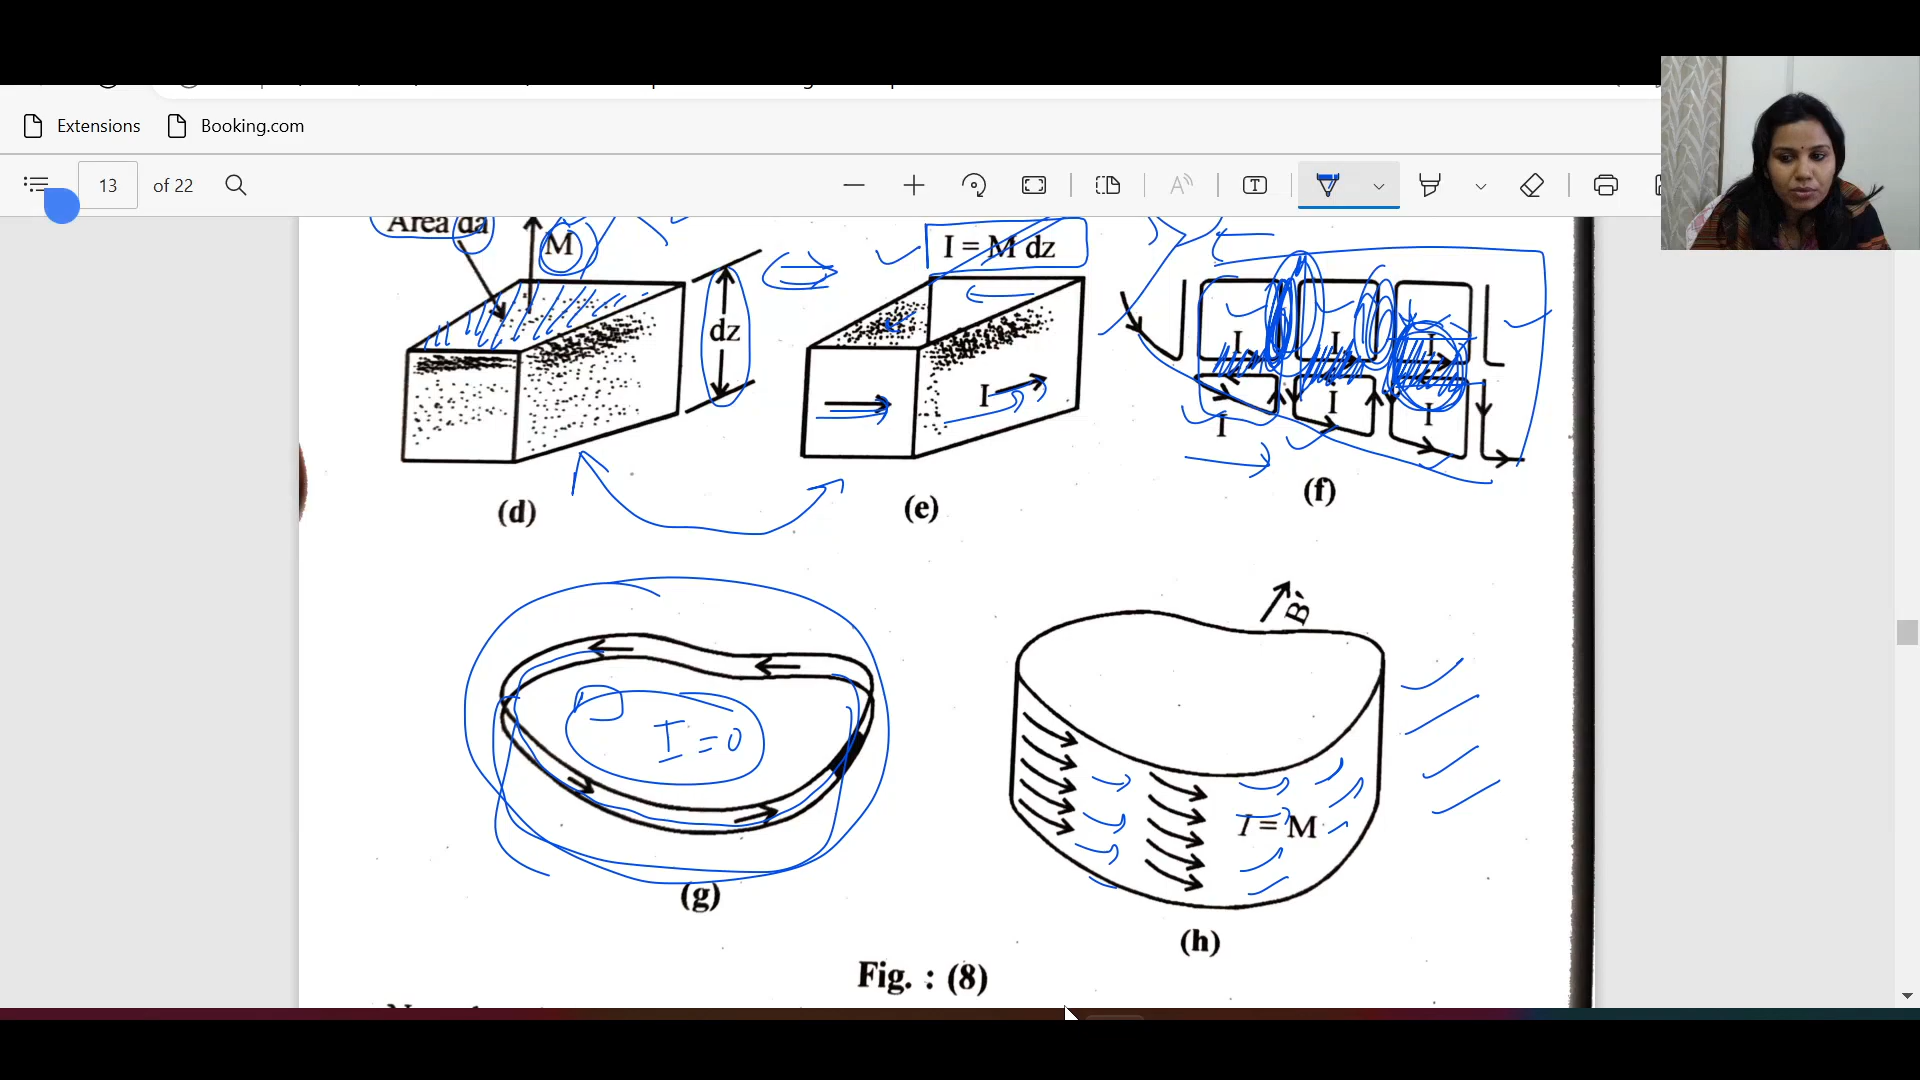 Extensions Booking.com
13 of 22
Area da
M
I = M dz
dz
I
I I I
I I I
(d) (e) (f)
B'
I = 0
I = M
(g)
(h)
Fig. : (8)